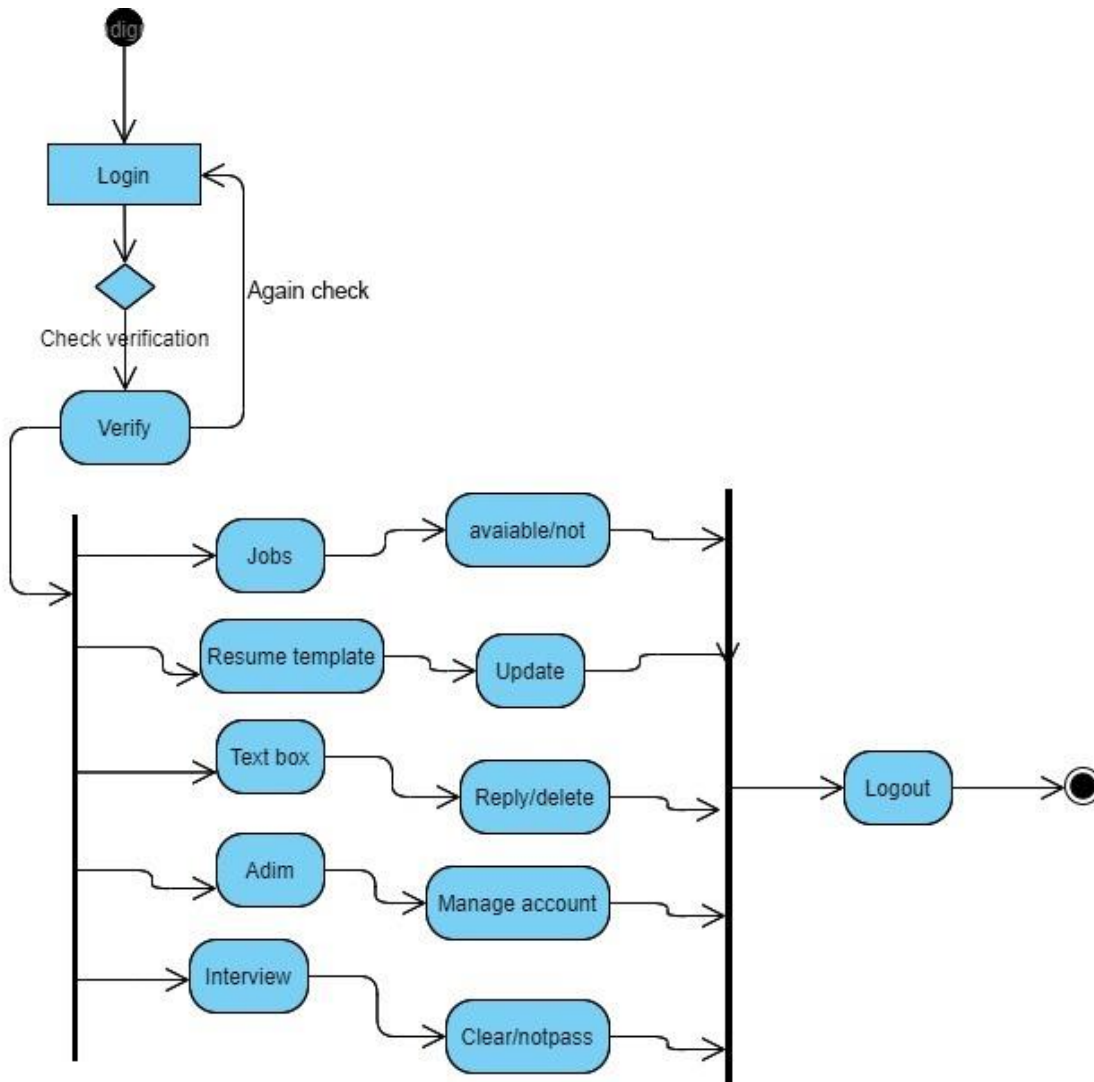 Login
Again check
Check verification
Verify
Jobs
avaiable/not
Resume template
Update
Text box
Reply/delete
Adim
Manage account
Interview
Clear/notpass
Logout